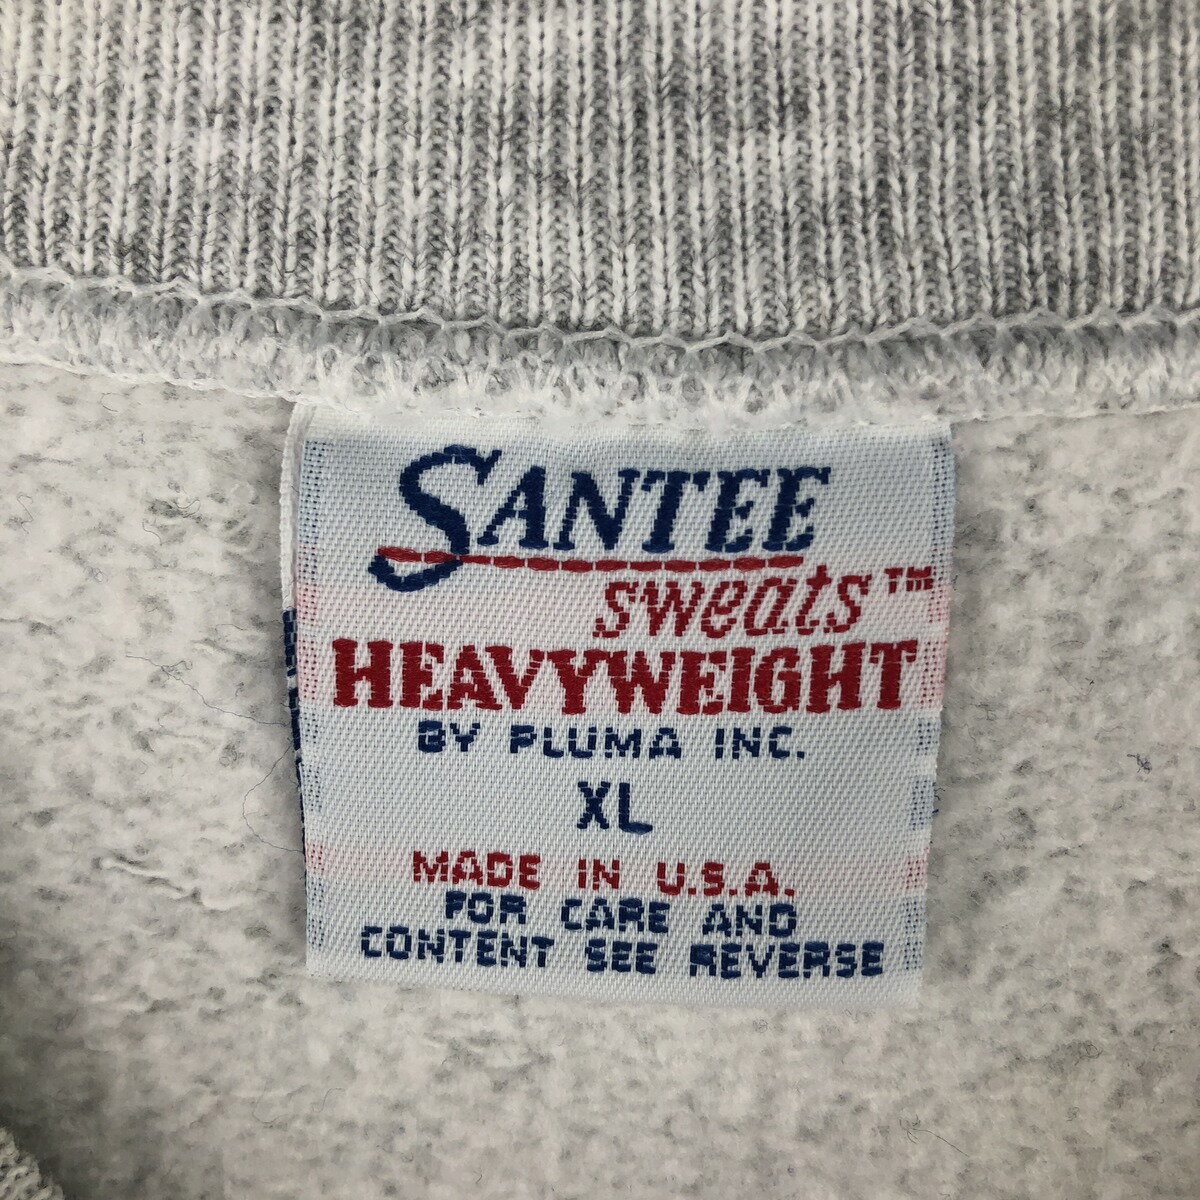 SANTEE
sweats™
HEAVYWEIGHT
BY PLUMA INC.
XL
MADE IN U.S.A.
FOR CARE AND
CONTENT SEE REVERSE